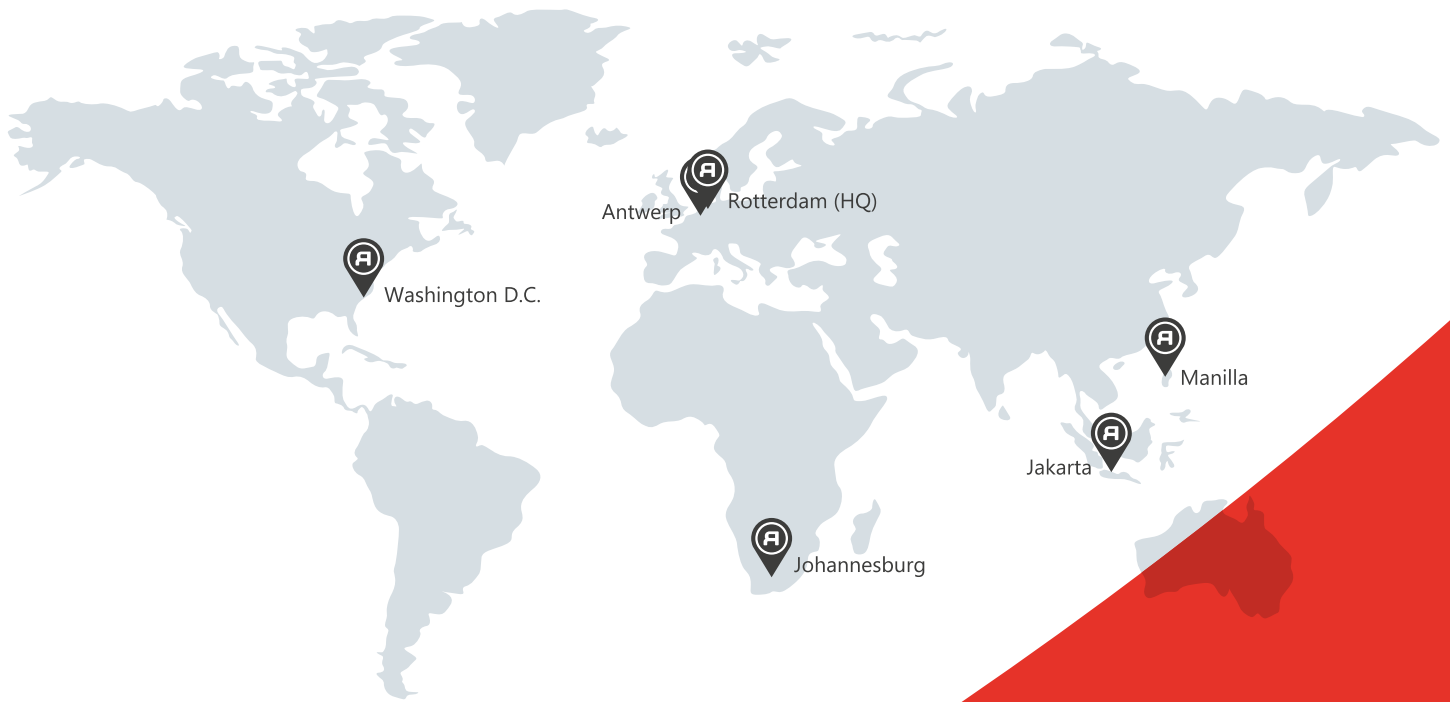 Rotterdam (HQ)
Antwerp
Washington D.C.
Manilla
Jakarta
Johannesburg